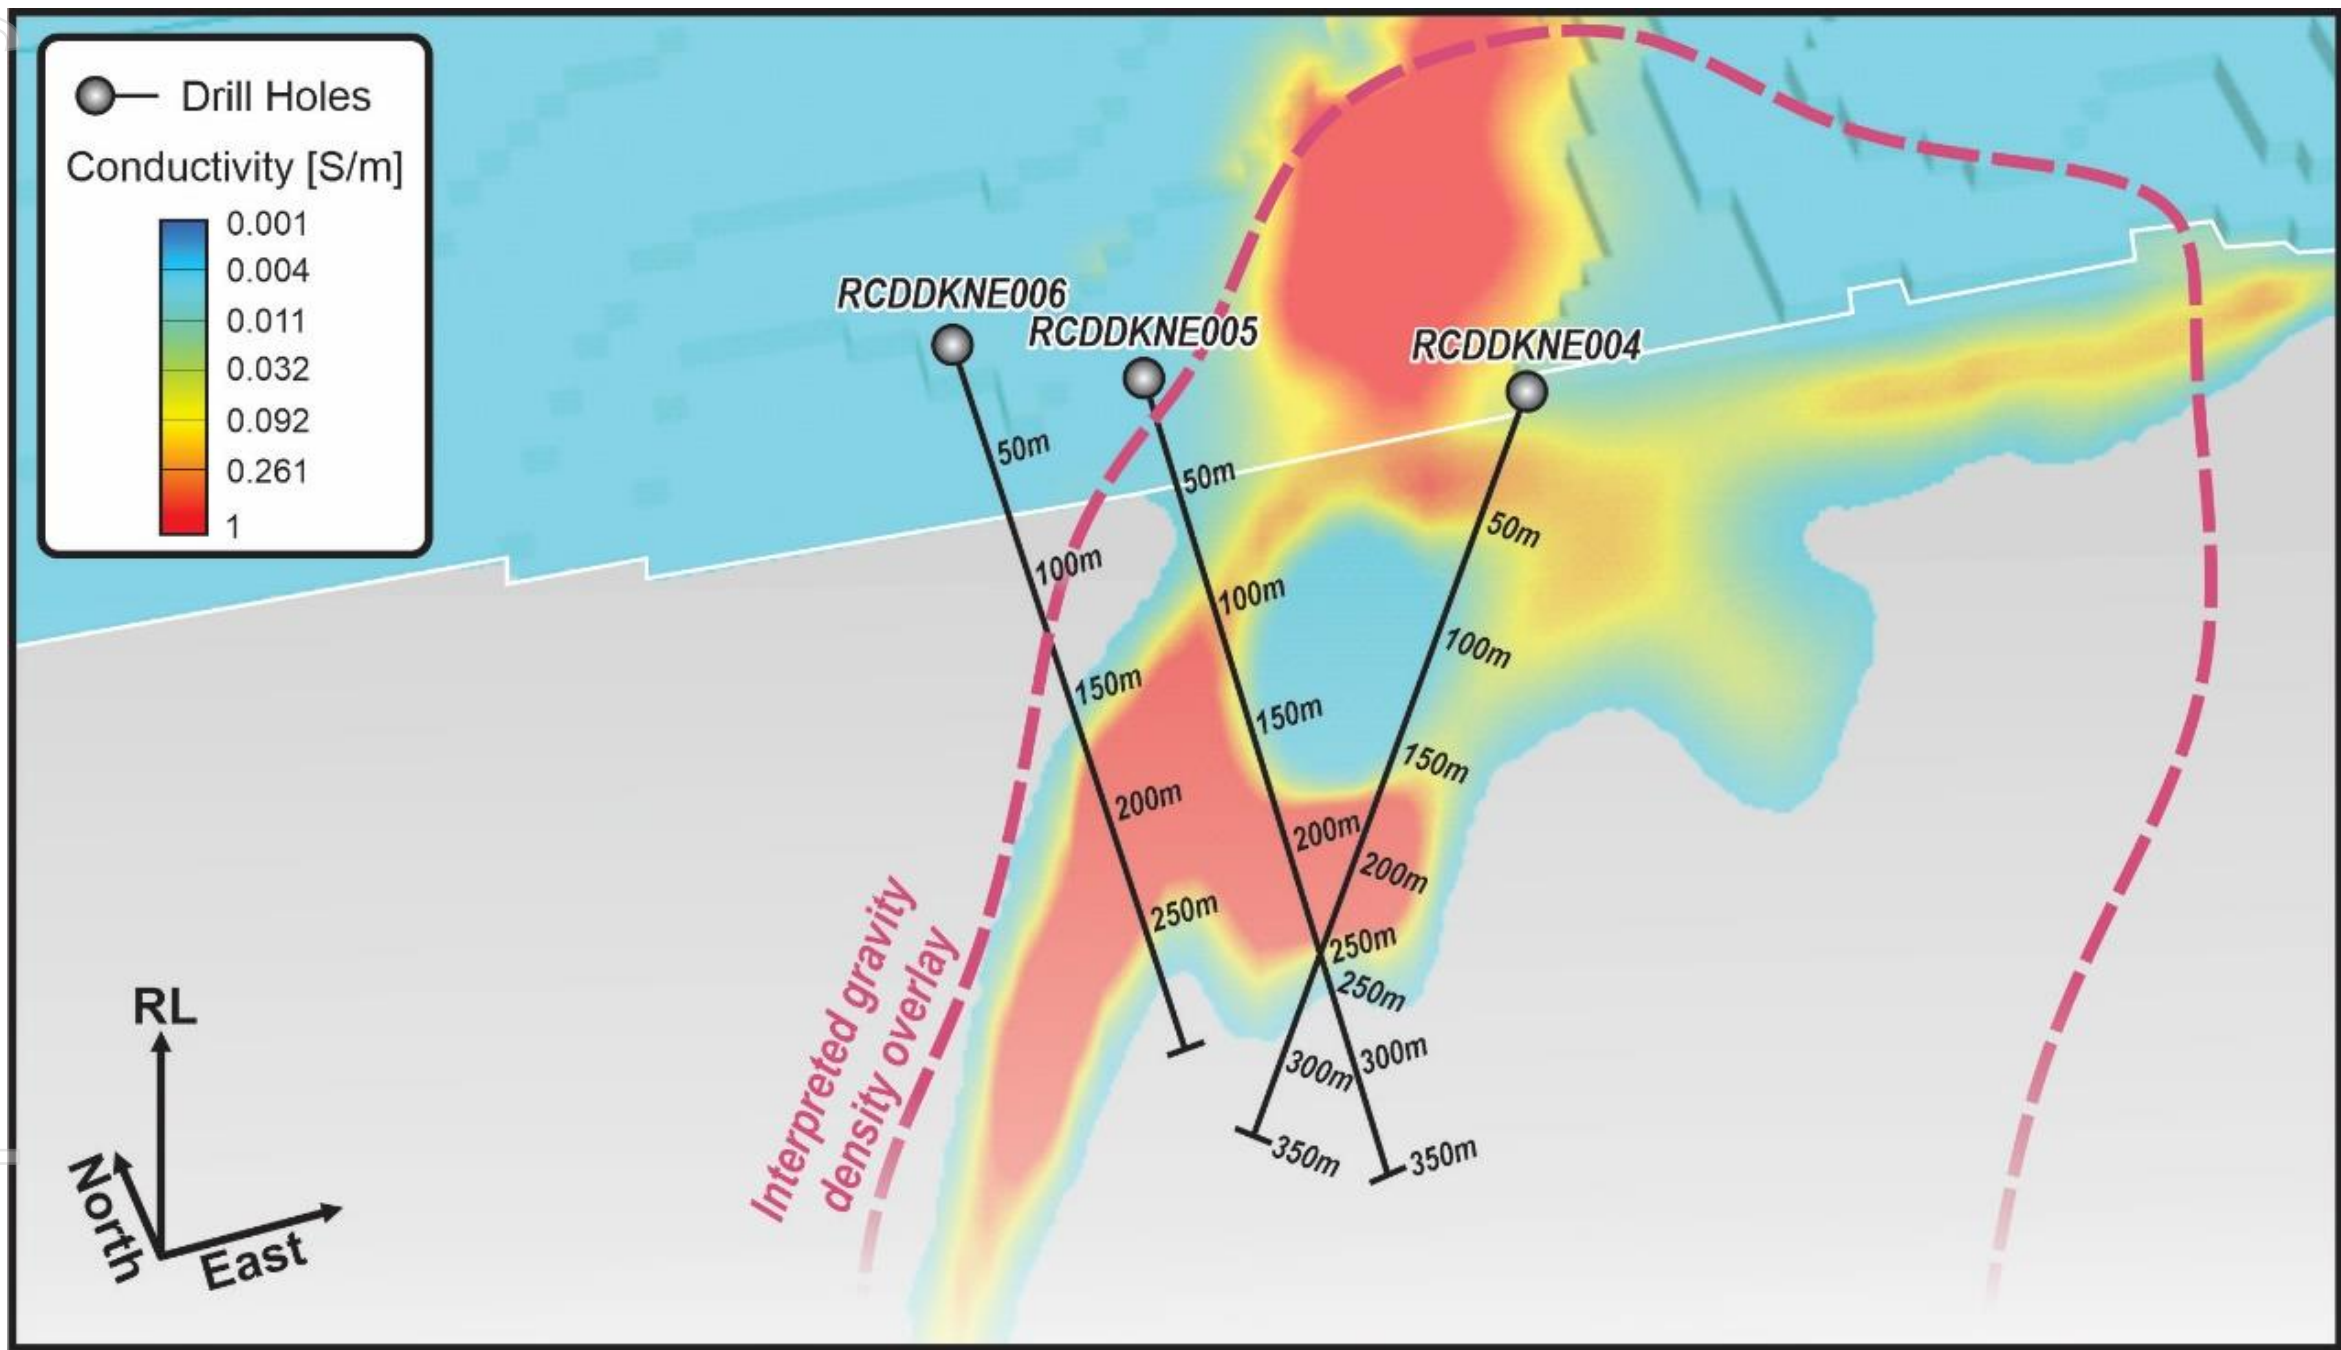 Drill Holes
Conductivity [S/m]
0.001
0.004
0.011
0.032
0.092
0.261
1
RCDDKNE006
RCDDKNE005
RCDDKNE004
50m
100m
150m
200m
250m
50m
100m
150m
200m
250m
300m
350m
50m
100m
150m
200m
250m
300m
350m
Interpreted gravity
density overlay
RL
North
East